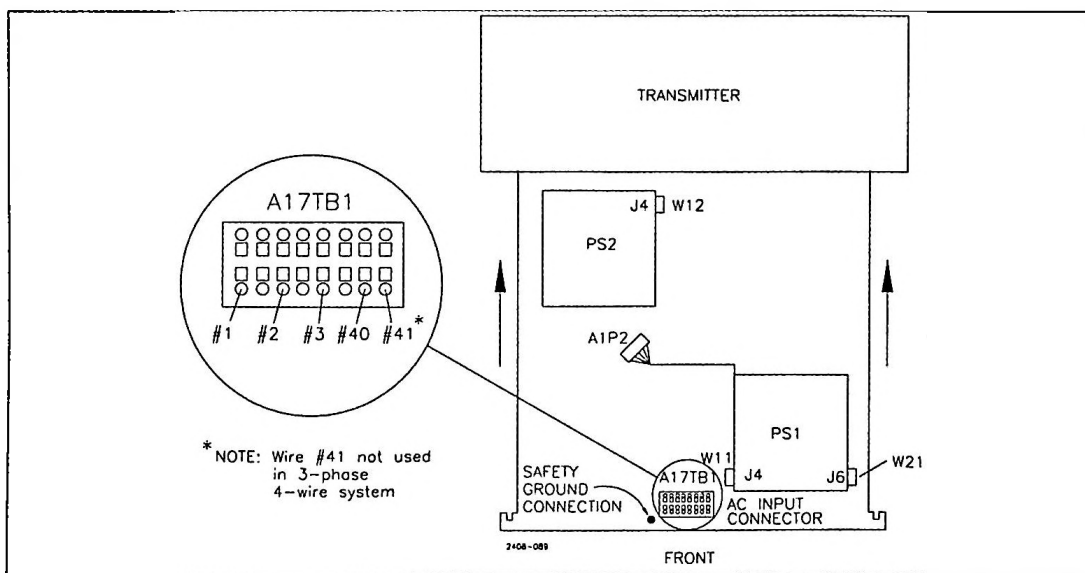 TRANSMITTER
A17TB1
#1 #2 #3 #40 #41*
*NOTE: Wire #41 not used
in 3-phase
4-wire system
J4 W12
PS2
A1P2
PS1
W11
J4
J6
W21
A17TB1
SAFETY
GROUND
CONNECTION
AC INPUT
CONNECTOR
2408-089
FRONT